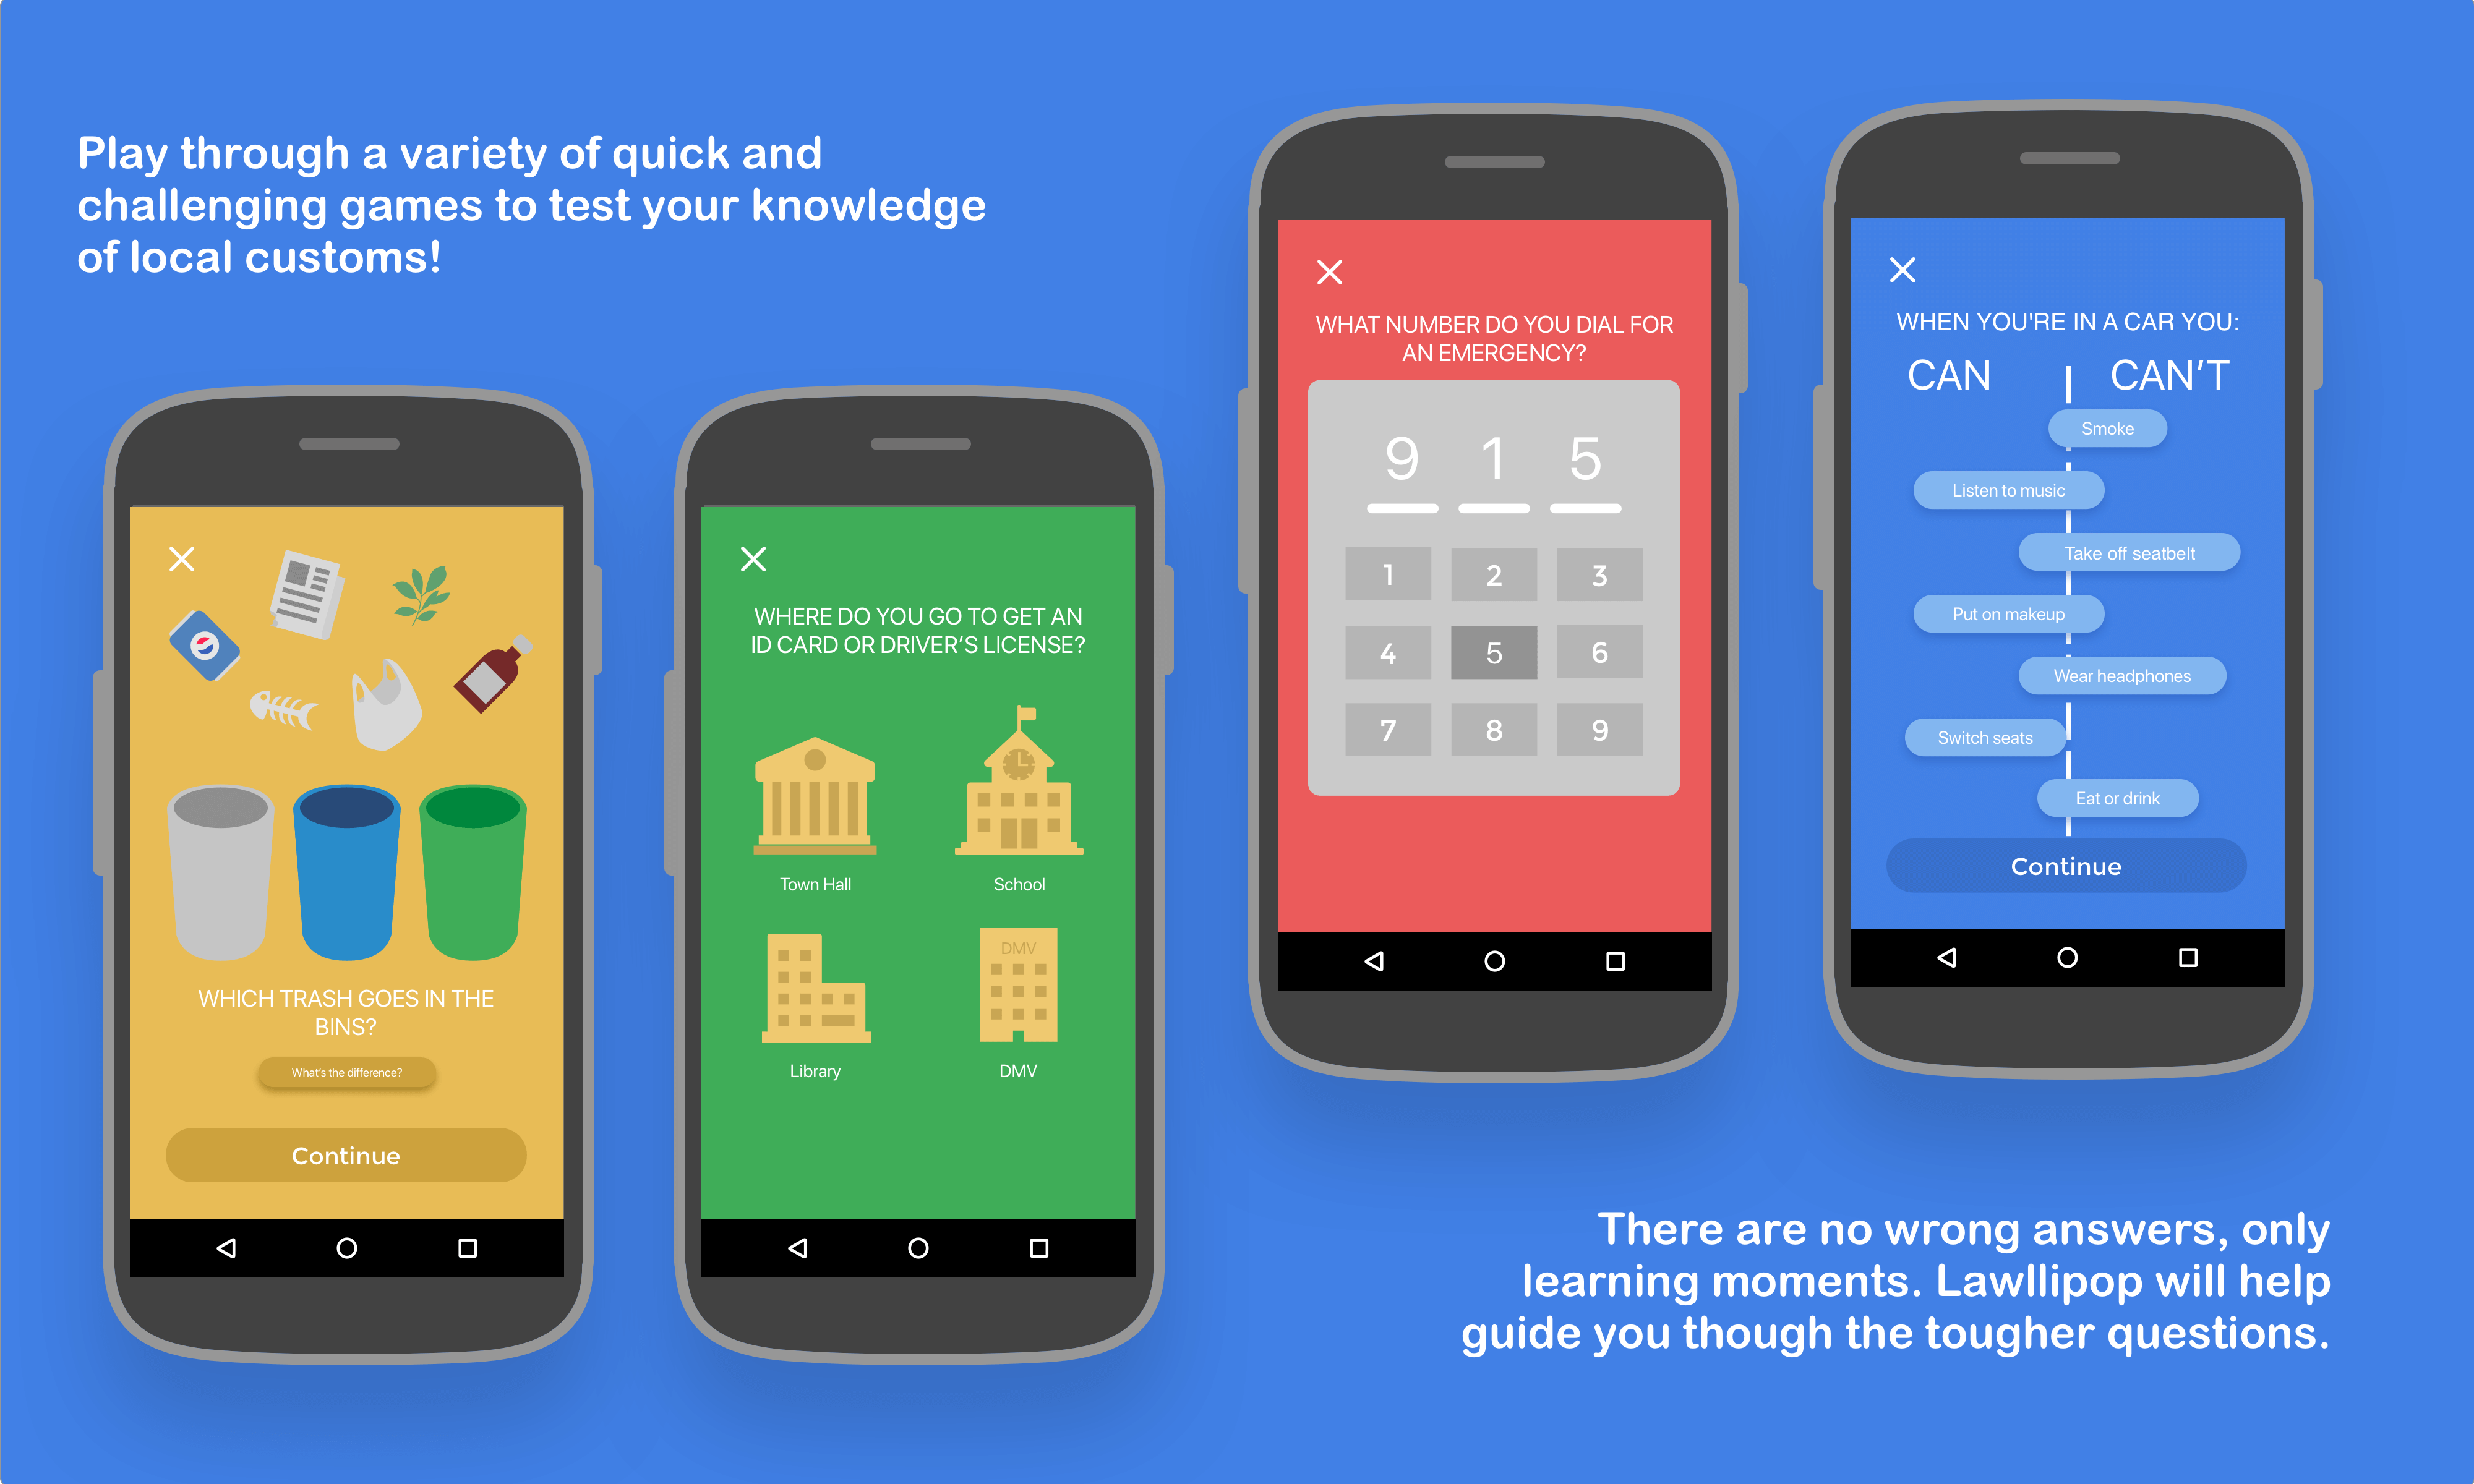 Play through a variety of quick and
challenging games to test your knowledge
of local customs!
WHICH TRASH GOES IN THE
BINS?
What's the difference?
Continue
WHERE DO YOU GO TO GET AN
ID CARD OR DRIVER'S LICENSE?
Town Hall
School
DMV
Library
DMV
WHAT NUMBER DO YOU DIAL FOR
AN EMERGENCY?
9 1 5
1 2 3
4 5 6
7 8 9
WHEN YOU'RE IN A CAR YOU:
CAN CAN'T
Smoke
Listen to music
Take off seatbelt
Put on makeup
Wear headphones
Switch seats
Eat or drink
Continue
There are no wrong answers, only
learning moments. Lawllipop will help
guide you though the tougher questions.